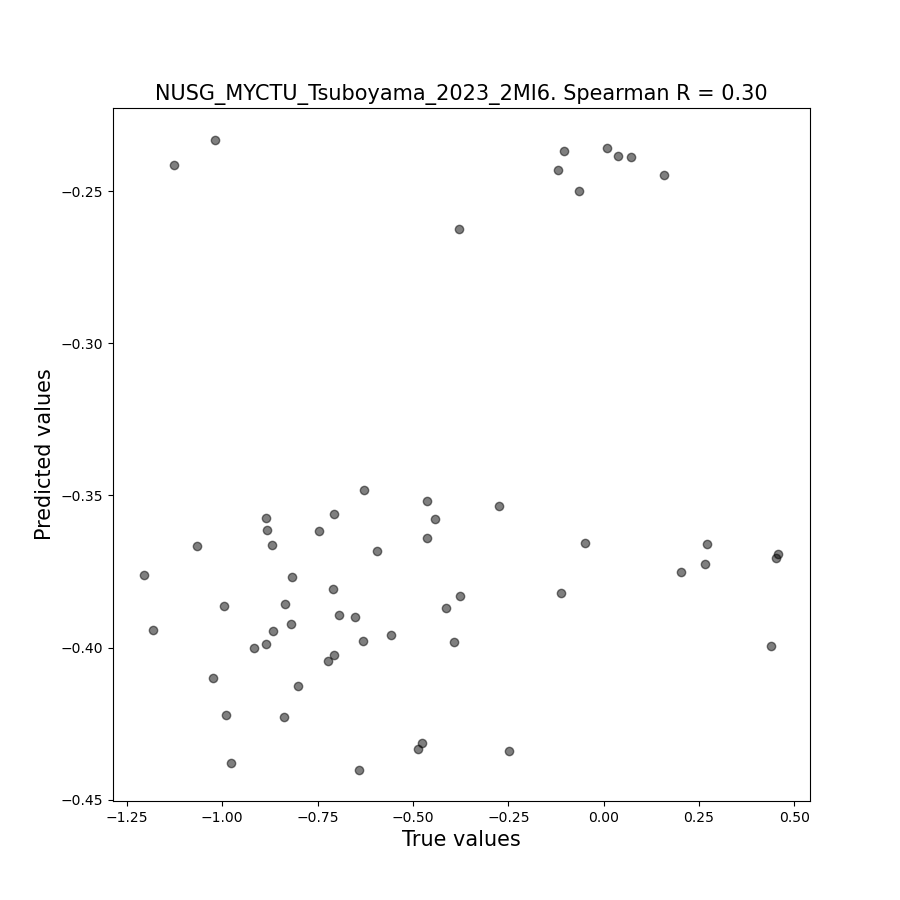 NUSG_MYCTU_Tsuboyama_2023_2MI6. Spearman R = 0.30
−0.25
−0.30
−0.35
−0.40
−0.45
Predicted values
−1.25 −1.00 −0.75 −0.50 −0.25 0.00 0.25 0.50
True values